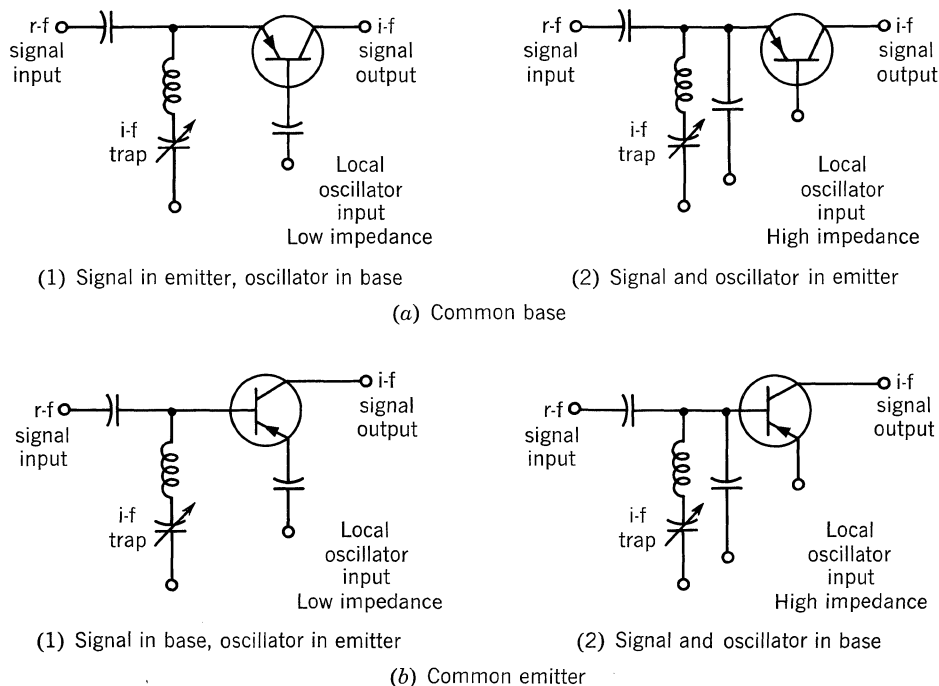 r-f
signal
input
i-f
trap
i-f
signal
output
Local
oscillator
input
Low impedance
(1) Signal in emitter, oscillator in base
r-f
signal
input
i-f
trap
i-f
signal
output
Local
oscillator
input
High impedance
(2) Signal and oscillator in emitter
(a) Common base
r-f
signal
input
i-f
trap
i-f
signal
output
Local
oscillator
input
Low impedance
(1) Signal in base, oscillator in emitter
r-f
signal
input
i-f
trap
i-f
signal
output
Local
oscillator
input
High impedance
(2) Signal and oscillator in base
(b) Common emitter